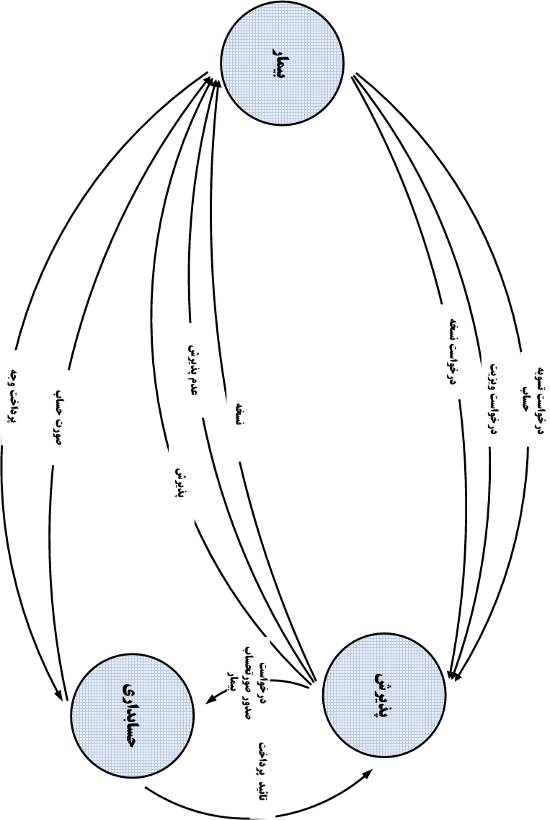 بیمار
درخواست تسویه
حساب
درخواست ویزیت
درخواست نسخه
نسخه
عدم پذیرش
پذیرش
صورت حساب
پرداخت وجه
پذیرش
درخواست
صدور صورتحساب
بیمار
تائید پرداخت
حسابداری